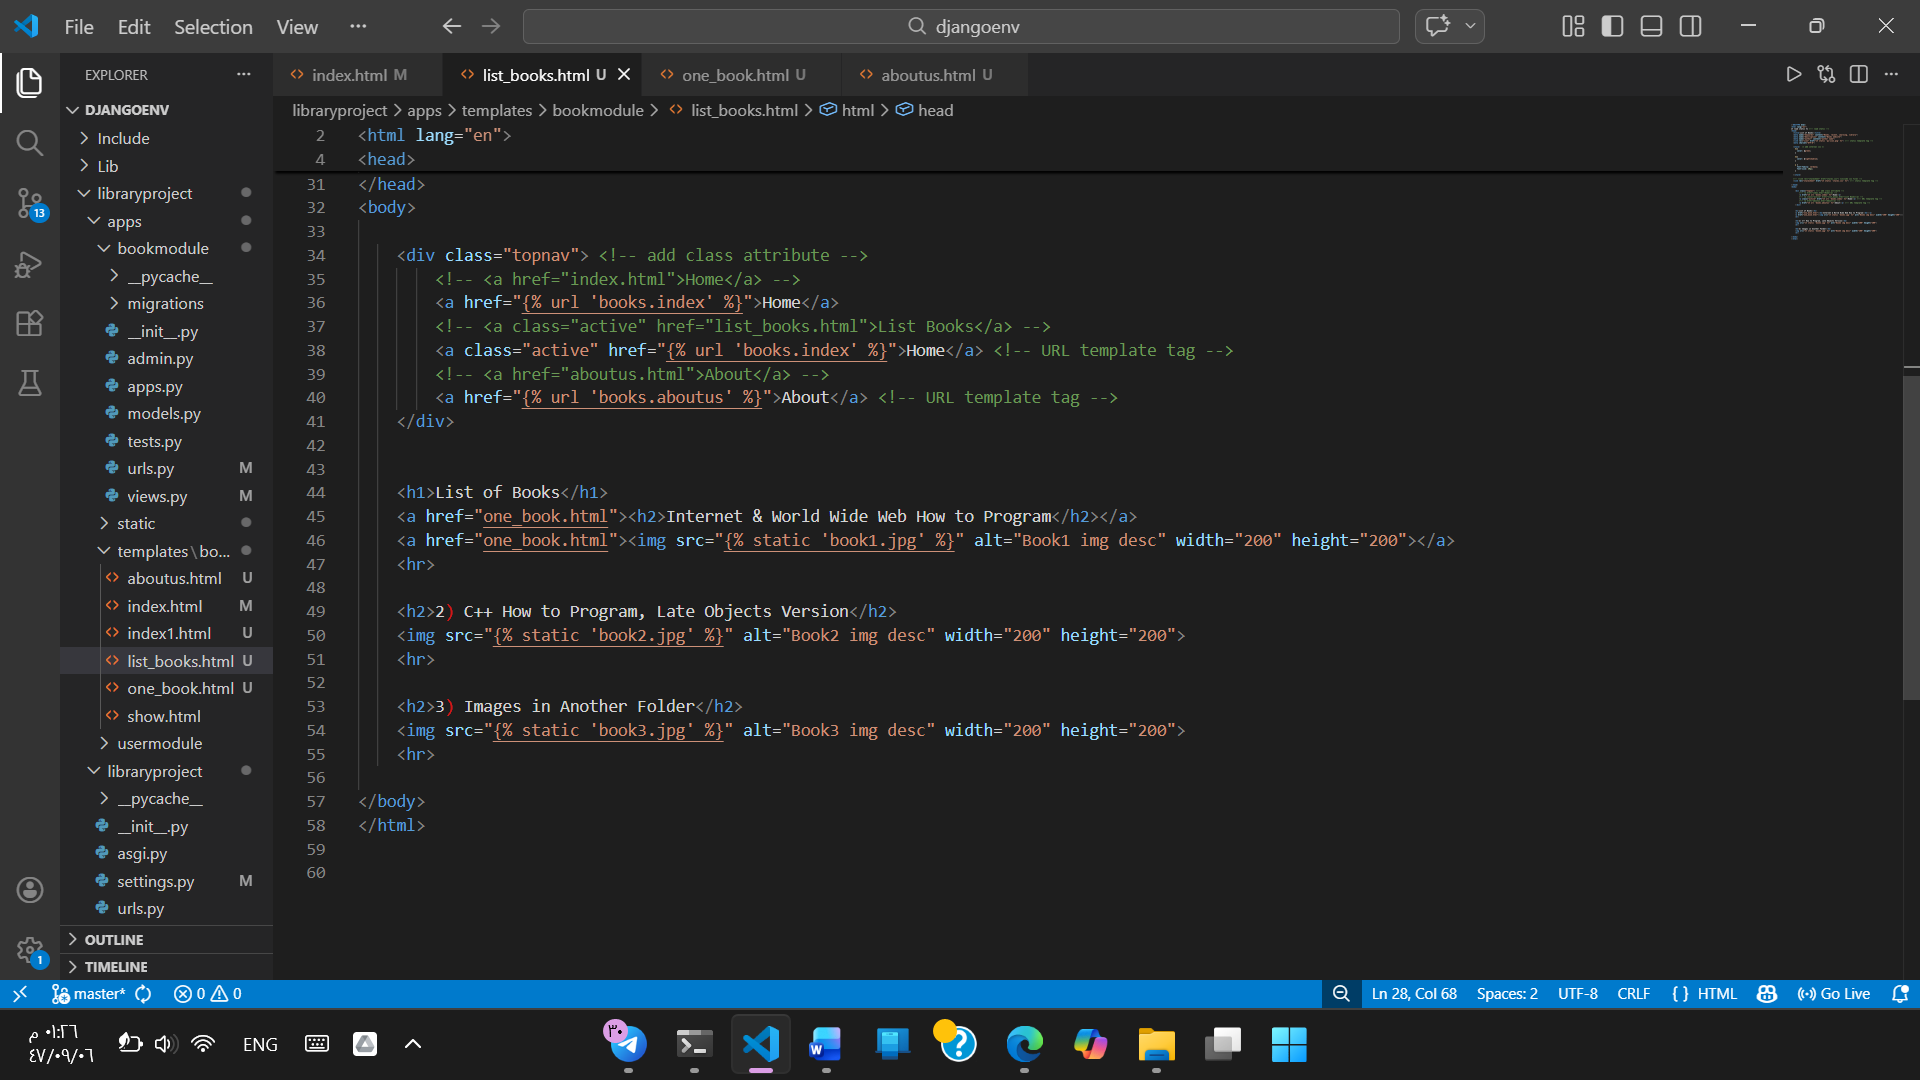 File Edit Selection View ··· djangoenv
EXPLORER ···
index.html M list_books.html U one_book.html U aboutus.html U
libraryproject > apps > templates > bookmodule > list_books.html > html > head
DJANGOENV
Include
Lib
libraryproject
apps
bookmodule
__pycache__
migrations
__init__.py
admin.py
apps.py
models.py
tests.py
urls.py M
views.py M
static
templates\bo...
aboutus.html U
index.html M
index1.html U
list_books.html U
one_book.html U
show.html
usermodule
libraryproject
__pycache__
__init__.py
asgi.py
settings.py M
urls.py
OUTLINE
TIMELINE
13
1
2 <html lang="en">
4 <head>
31 </head>
32 <body>
33
34 <div class="topnav"> <!-- add class attribute -->
35 <!-- <a href="index.html">Home</a> -->
36 <a href="{% url 'books.index' %}">Home</a>
37 <!-- <a class="active" href="list_books.html">List Books</a> -->
38 <a class="active" href="{% url 'books.index' %}">Home</a> <!-- URL template tag -->
39 <!-- <a href="aboutus.html">About</a> -->
40 <a href="{% url 'books.aboutus' %}">About</a> <!-- URL template tag -->
41 </div>
42
43
44 <h1>List of Books</h1>
45 <a href="one_book.html"><h2>Internet & World Wide Web How to Program</h2></a>
46 <a href="one_book.html"><img src="{% static 'book1.jpg' %}" alt="Book1 img desc" width="200" height="200"></a>
47 <hr>
48
49 <h2>2) C++ How to Program, Late Objects Version</h2>
50 <img src="{% static 'book2.jpg' %}" alt="Book2 img desc" width="200" height="200">
51 <hr>
52
53 <h2>3) Images in Another Folder</h2>
54 <img src="{% static 'book3.jpg' %}" alt="Book3 img desc" width="200" height="200">
55 <hr>
56
57 </body>
58 </html>
59
60
master* 0 0 Ln 28, Col 68 Spaces: 2 UTF-8 CRLF { } HTML Go Live
٠١:٢٦ م
٤٧/٠٩/٠٦
ENG
٣٠